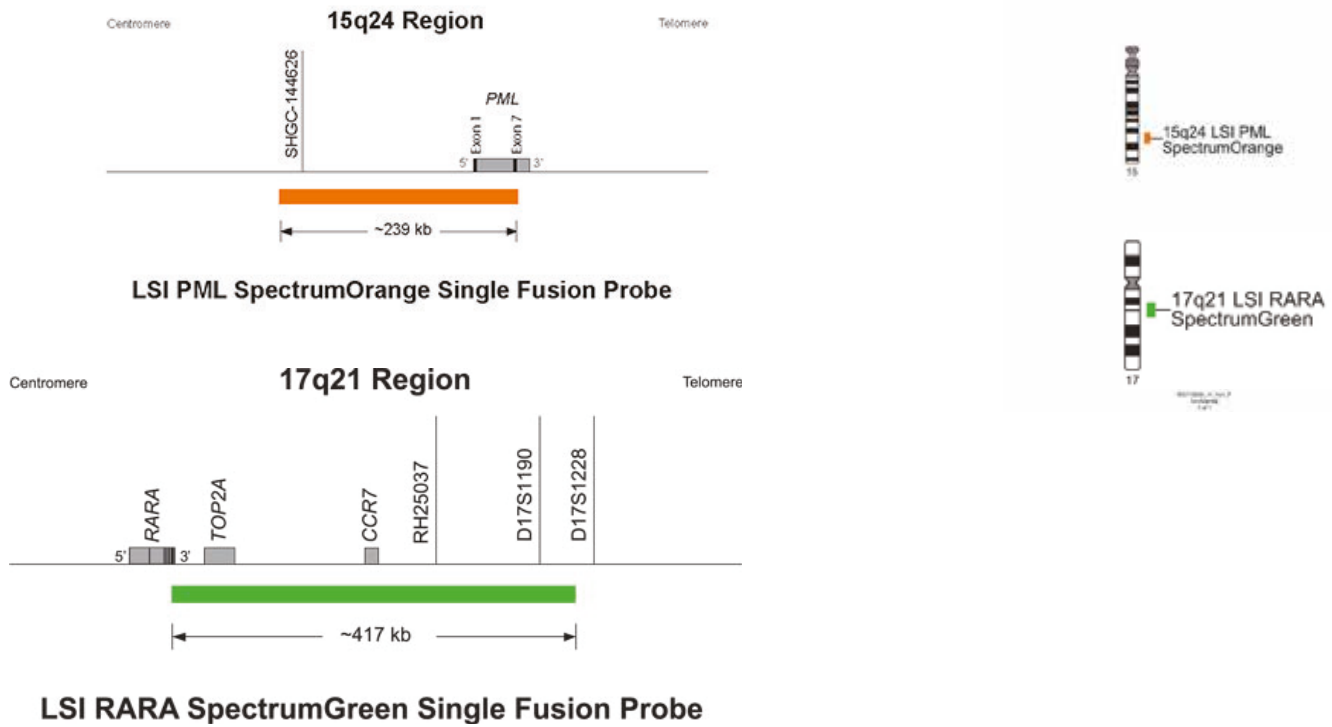 Centromere
15q24 Region
Telomere
SHGC-144626
PML
Exon 1
Exon 7
5'
3'
~239 kb
LSI PML SpectrumOrange Single Fusion Probe
15q24 LSI PML
SpectrumOrange
15
17q21 LSI RARA
SpectrumGreen
17
Centromere
17q21 Region
Telomere
RARA
TOP2A
CCR7
RH25037
D17S1190
D17S1228
5'
3'
~417 kb
LSI RARA SpectrumGreen Single Fusion Probe